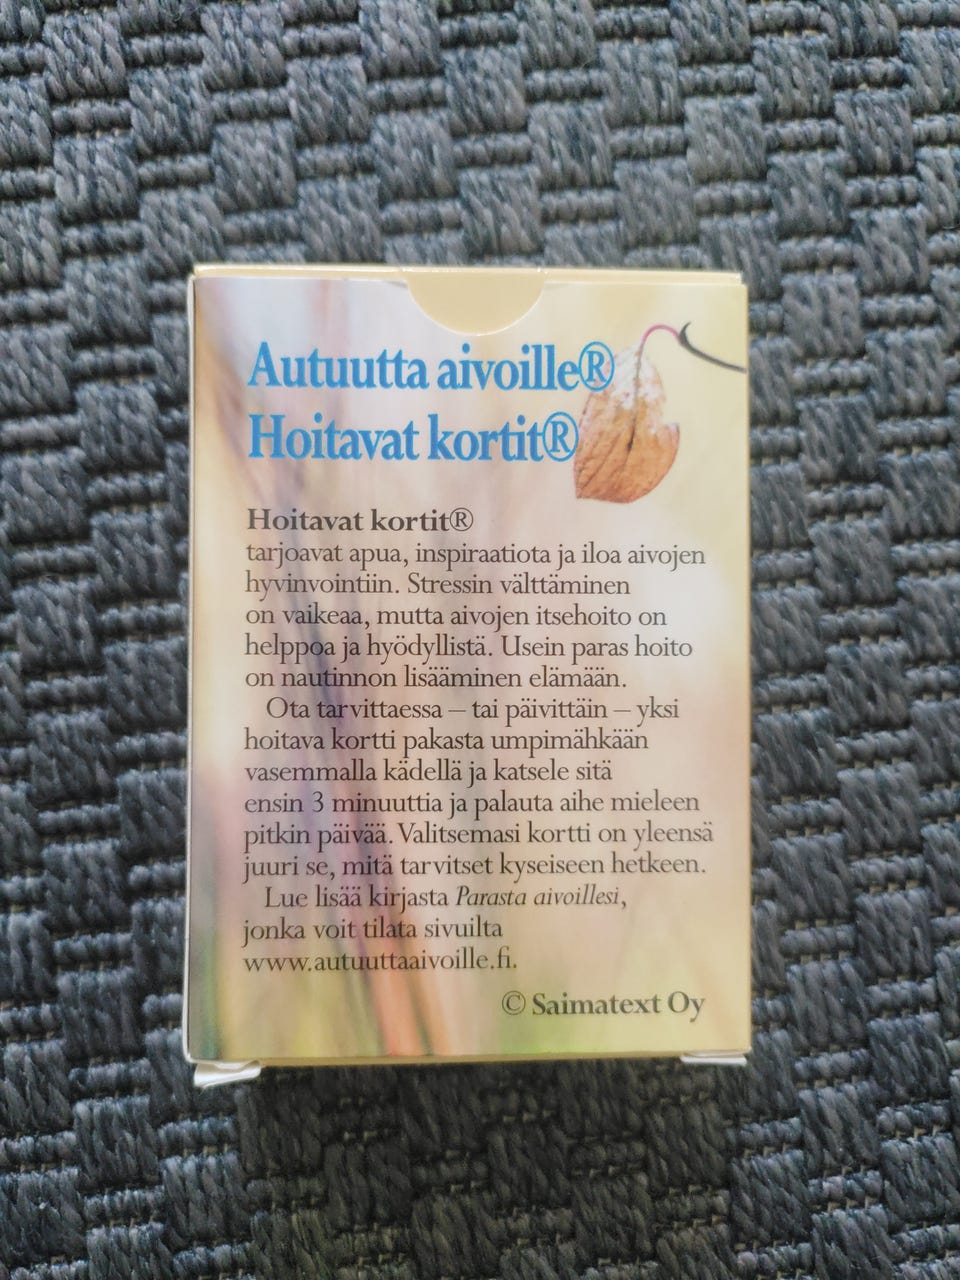 Autuutta aivoille®
Hoitavat kortit®
Hoitavat kortit®
tarjoavat apua, inspiraatiota ja iloa aivojen
hyvinvointiin. Stressin välttäminen
on vaikeaa, mutta aivojen itsehoito on
helppoa ja hyödyllistä. Usein paras hoito
on nautinnon lisääminen elämään.
Ota tarvittaessa – tai päivittäin – yksi
hoitava kortti pakasta umpimähkään
vasemmalla kädellä ja katsele sitä
ensin 3 minuuttia ja palauta aihe mieleen
pitkin päivää. Valitsemasi kortti on yleensä
juuri se, mitä tarvitset kyseiseen hetkeen.
Lue lisää kirjasta Parasta aivoillesi,
jonka voit tilata sivuilta
www.autuuttaaivoille.fi.
© Saimatext Oy